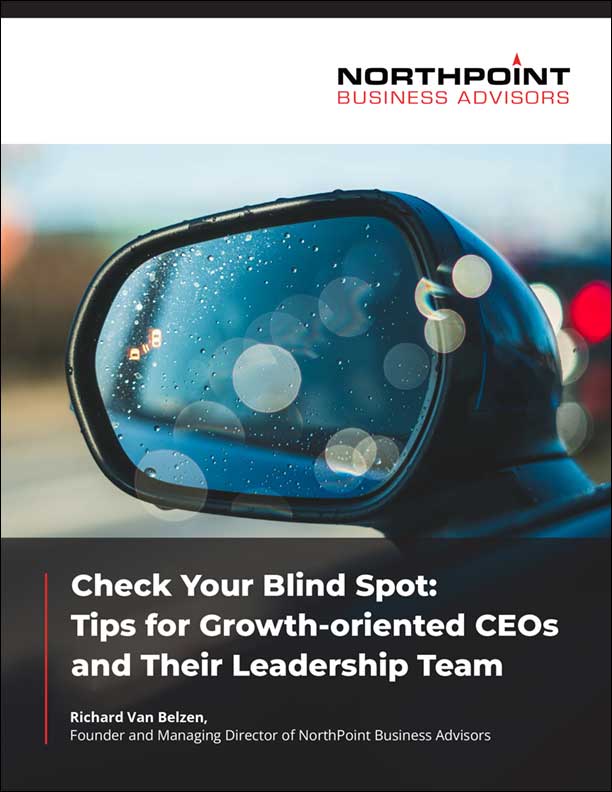 NORTHPOINT
BUSINESS ADVISORS
Check Your Blind Spot:
Tips for Growth-oriented CEOs
and Their Leadership Team
Richard Van Belzen,
Founder and Managing Director of NorthPoint Business Advisors